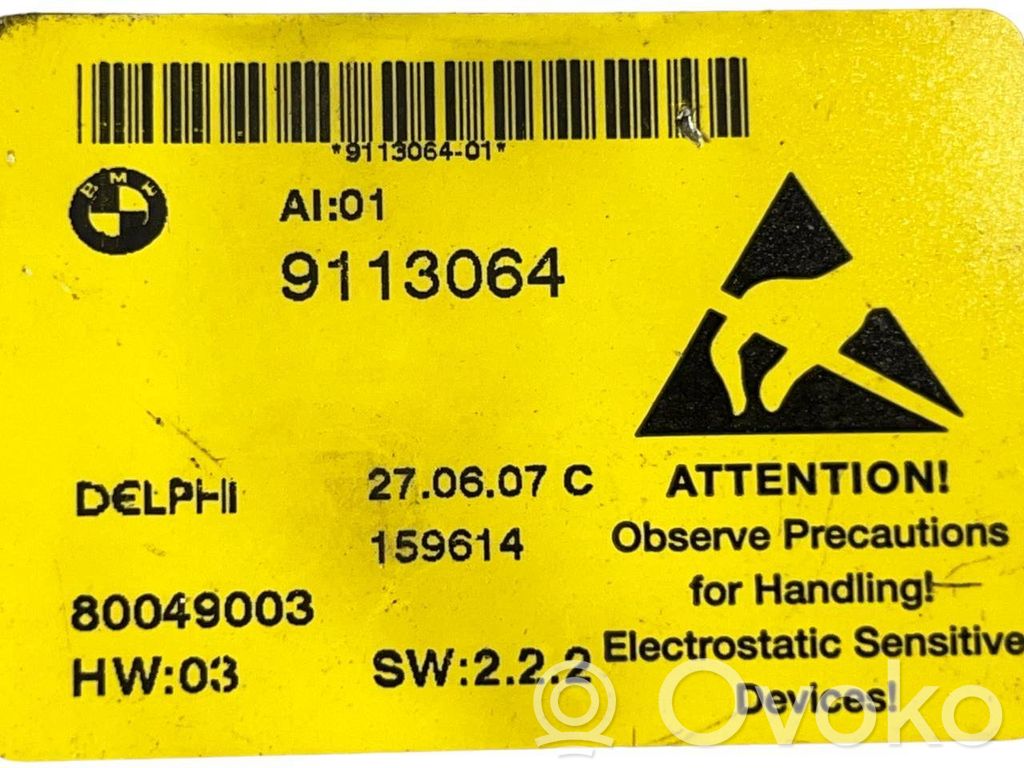 *9113064-01*
BMW
AI:01
9113064
DELPHI
27.06.07 C
159614
80049003
HW:03
SW:2.2.2
ATTENTION!
Observe Precautions
for Handling!
Electrostatic Sensitive
Devices!
Ovoko